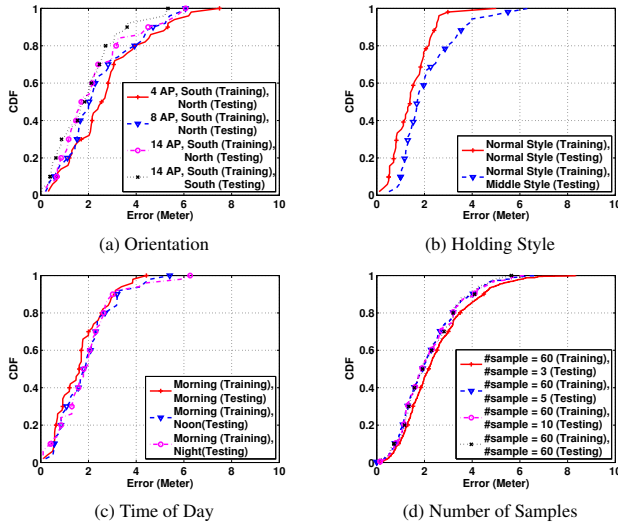 1
0.8
0.6
0.4
0.2
0
CDF
0 2 4 6 8 10
Error (Meter)
4 AP, South (Training),
North (Testing)
8 AP, South (Training),
North (Testing)
14 AP, South (Training),
North (Testing)
14 AP, South (Training),
South (Testing)
(a) Orientation
1
0.8
0.6
0.4
0.2
0
CDF
0 2 4 6 8 10
Error (Meter)
Normal Style (Training),
Normal Style (Testing)
Normal Style (Training),
Middle Style (Testing)
(b) Holding Style
1
0.8
0.6
0.4
0.2
0
CDF
0 2 4 6 8 10
Error (Meter)
Morning (Training),
Morning (Testing)
Morning (Training),
Noon(Testing)
Morning (Training),
Night(Testing)
(c) Time of Day
1
0.8
0.6
0.4
0.2
0
CDF
0 2 4 6 8 10
Error (Meter)
#sample = 60 (Training),
#sample = 3 (Testing)
#sample = 60 (Training),
#sample = 5 (Testing)
#sample = 60 (Training),
#sample = 10 (Testing)
#sample = 60 (Training),
#sample = 60 (Testing)
(d) Number of Samples